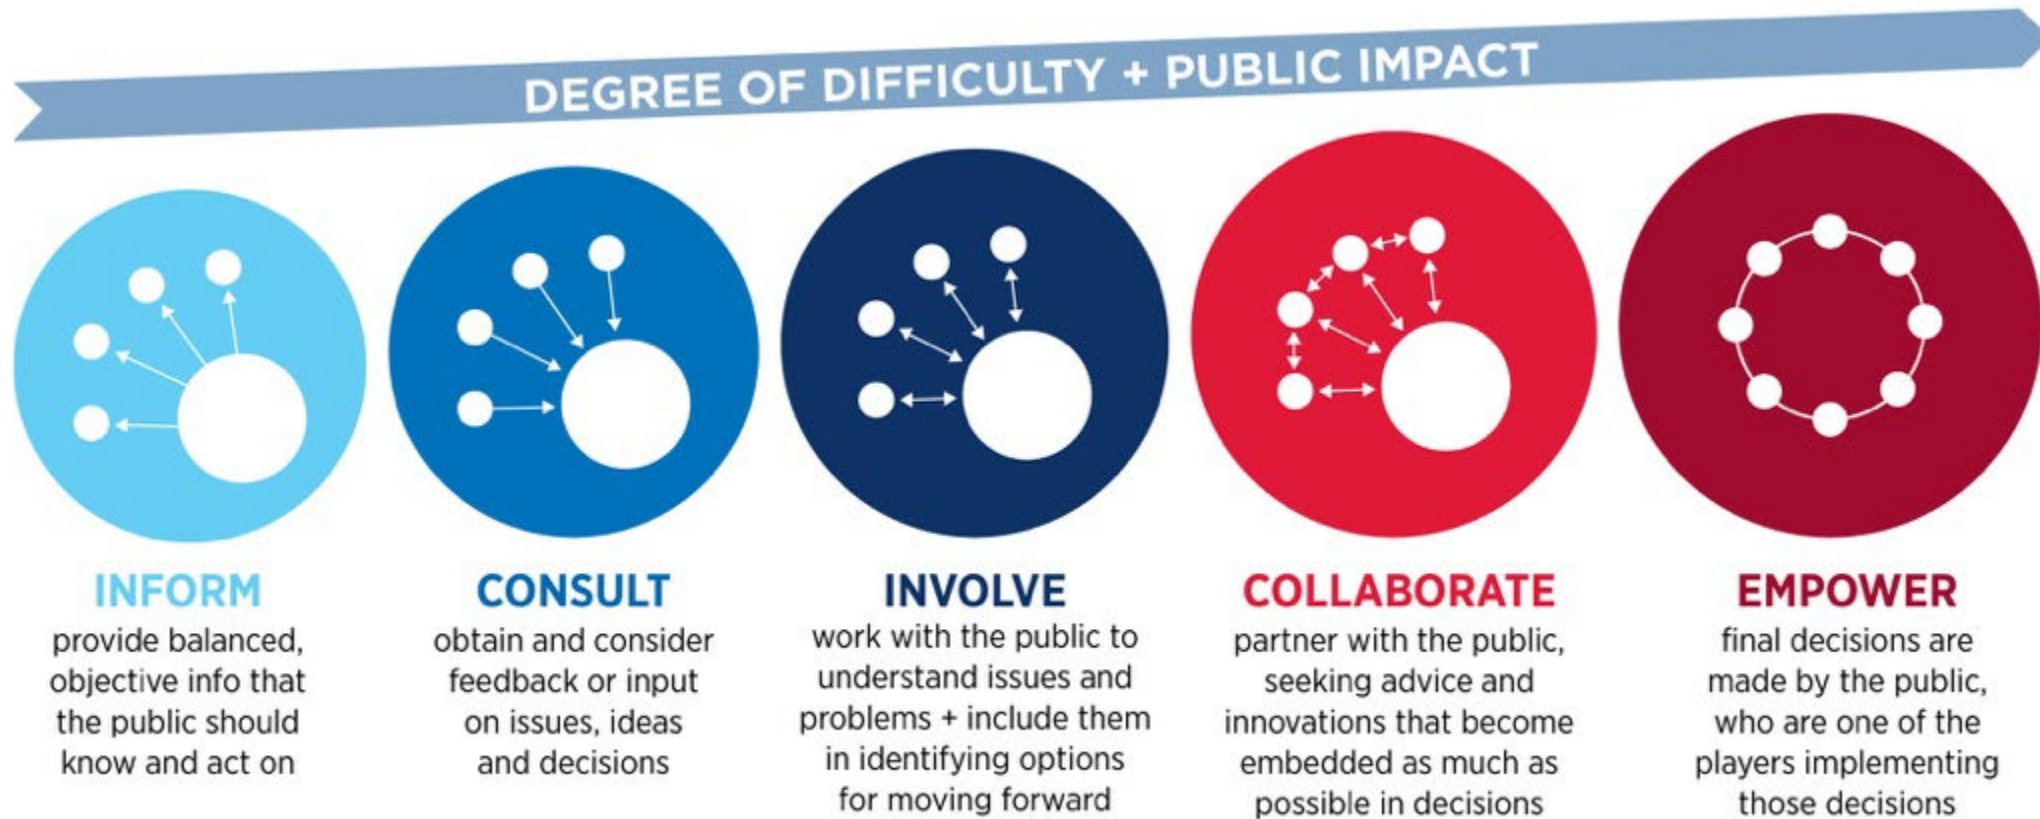 DEGREE OF DIFFICULTY + PUBLIC IMPACT
INFORM
provide balanced,
objective info that
the public should
know and act on
CONSULT
obtain and consider
feedback or input
on issues, ideas
and decisions
INVOLVE
work with the public to
understand issues and
problems + include them
in identifying options
for moving forward
COLLABORATE
partner with the public,
seeking advice and
innovations that become
embedded as much as
possible in decisions
EMPOWER
final decisions are
made by the public,
who are one of the
players implementing
those decisions